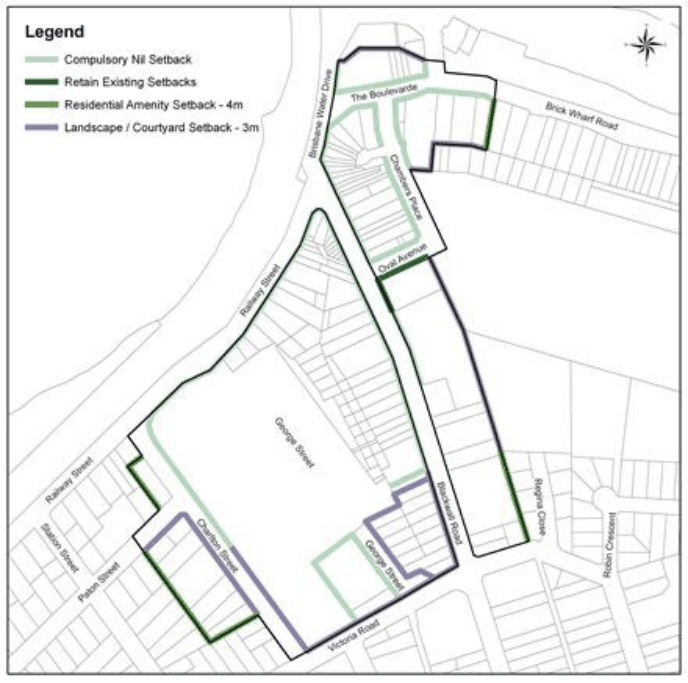 Legend
Compulsory Nil Setback
Retain Existing Setbacks
Residential Amenity Setback - 4m
Landscape / Courtyard Setback - 3m
Brisbane Water Drive
The Boulevarde
Brick Wharf Road
Chambers Place
Oval Avenue
Railway Street
George Street
Railway Street
Station Street
Paton Street
Charlton Street
George Street
Blackwall Road
Regina Close
Robin Crescent
Victoria Road